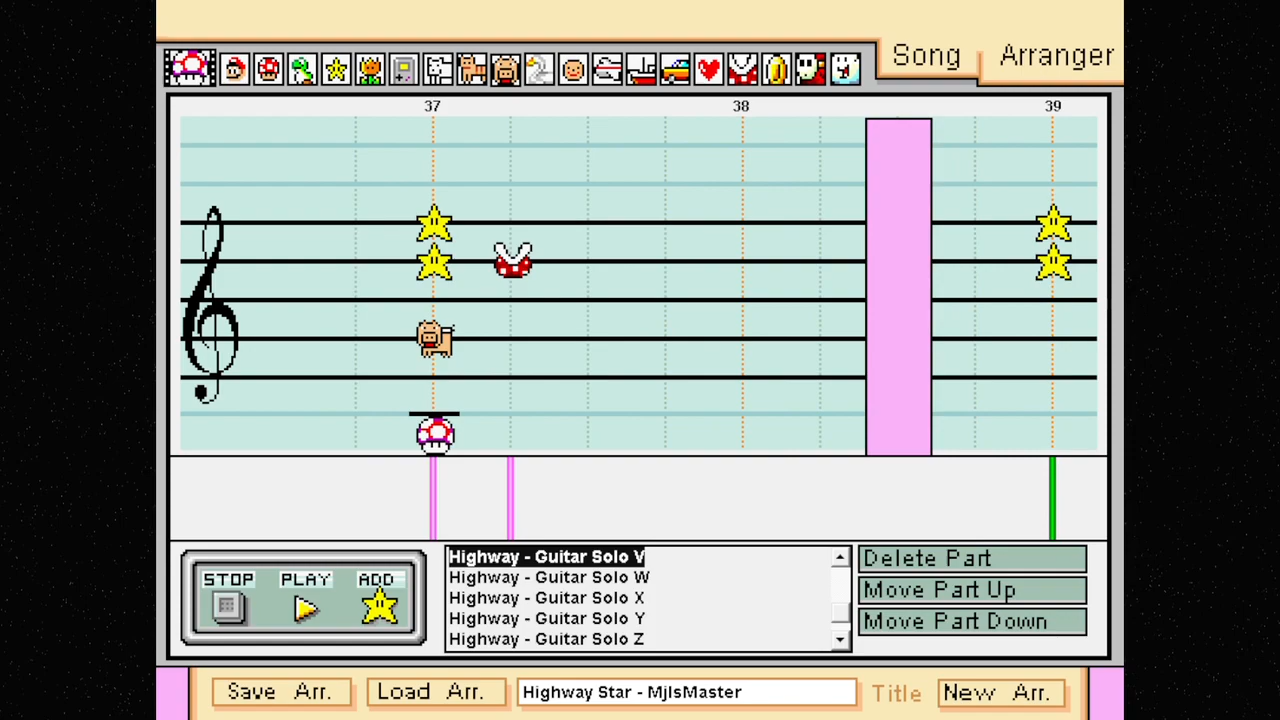 Song Arranger
37 38 39
STOP PLAY ADD
Highway - Guitar Solo V
Highway - Guitar Solo W
Highway - Guitar Solo X
Highway - Guitar Solo Y
Highway - Guitar Solo Z
Delete Part
Move Part Up
Move Part Down
Save Arr. Load Arr. Highway Star - MjlsMaster Title New Arr.